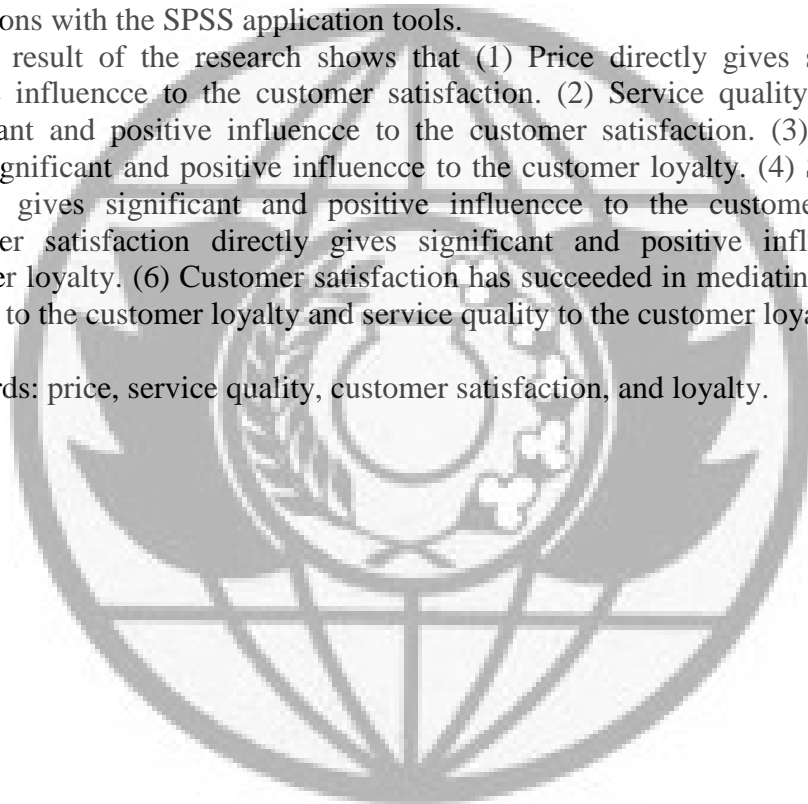 ons with the SPSS application tools.
result of the research shows that (1) Price directly gives s
influencce to the customer satisfaction. (2) Service quality
ant and positive influencce to the customer satisfaction. (3)
gnificant and positive influencce to the customer loyalty. (4)
gives significant and positive influencce to the custome
er satisfaction directly gives significant and positive infl
er loyalty. (6) Customer satisfaction has succeeded in mediatin
to the customer loyalty and service quality to the customer loya
rds: price, service quality, customer satisfaction, and loyalty.